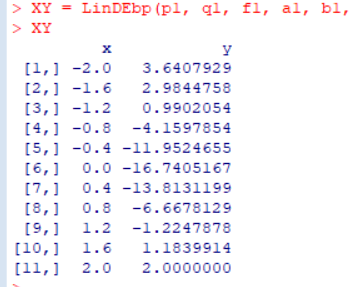 > XY = LinDEbp(p1, q1, f1, a1, b1,
> XY
x y
[1,] -2.0 3.6407929
[2,] -1.6 2.9844758
[3,] -1.2 0.9902054
[4,] -0.8 -4.1597854
[5,] -0.4 -11.9524655
[6,] 0.0 -16.7405167
[7,] 0.4 -13.8131199
[8,] 0.8 -6.6678129
[9,] 1.2 -1.2247878
[10,] 1.6 1.1839914
[11,] 2.0 2.0000000